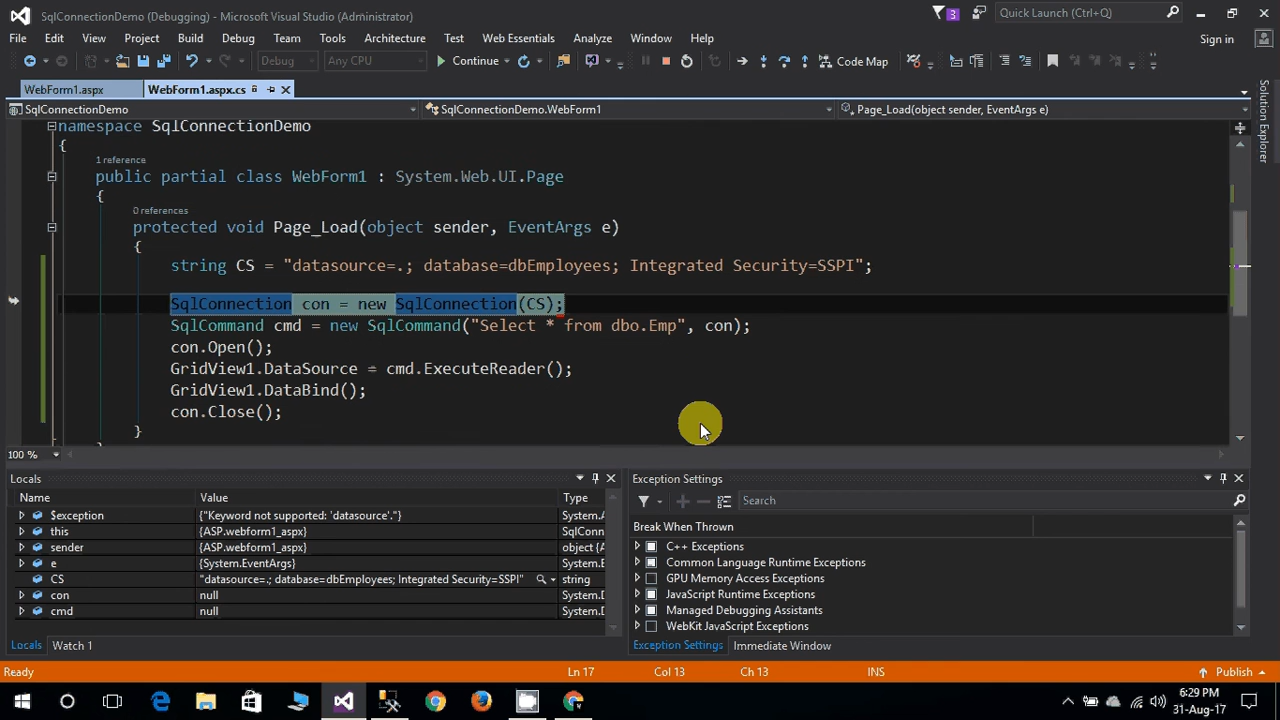 SqlConnectionDemo (Debugging) - Microsoft Visual Studio (Administrator)
3
Quick Launch (Ctrl+Q)
File Edit View Project Build Debug Team Tools Architecture Test Web Essentials Analyze Window Help
Sign in
Debug Any CPU Continue Code Map
WebForm1.aspx WebForm1.aspx.cs
SqlConnectionDemo SqlConnectionDemo.WebForm1 Page_Load(object sender, EventArgs e)
Solution Explorer
namespace SqlConnectionDemo
{
1 reference
public partial class WebForm1 : System.Web.UI.Page
{
0 references
protected void Page_Load(object sender, EventArgs e)
{
string CS = "datasource=.; database=dbEmployees; Integrated Security=SSPI";
SqlConnection con = new SqlConnection(CS);
SqlCommand cmd = new SqlCommand("Select * from dbo.Emp", con);
con.Open();
GridView1.DataSource = cmd.ExecuteReader();
GridView1.DataBind();
con.Close();
}
100 %
Locals
Name Value Type
$exception {"Keyword not supported: 'datasource'."} System.A
this {ASP.webform1_aspx} SqlConr
sender {ASP.webform1_aspx} object {A
e {System.EventArgs} System.E
CS "datasource=.; database=dbEmployees; Integrated Security=SSPI" string
con null System.D
cmd null System.D
Locals Watch 1
Exception Settings
Search
Break When Thrown
C++ Exceptions
Common Language Runtime Exceptions
GPU Memory Access Exceptions
JavaScript Runtime Exceptions
Managed Debugging Assistants
WebKit JavaScript Exceptions
Exception Settings Immediate Window
Ready Ln 17 Col 13 Ch 13 INS Publish
6:29 PM
31-Aug-17